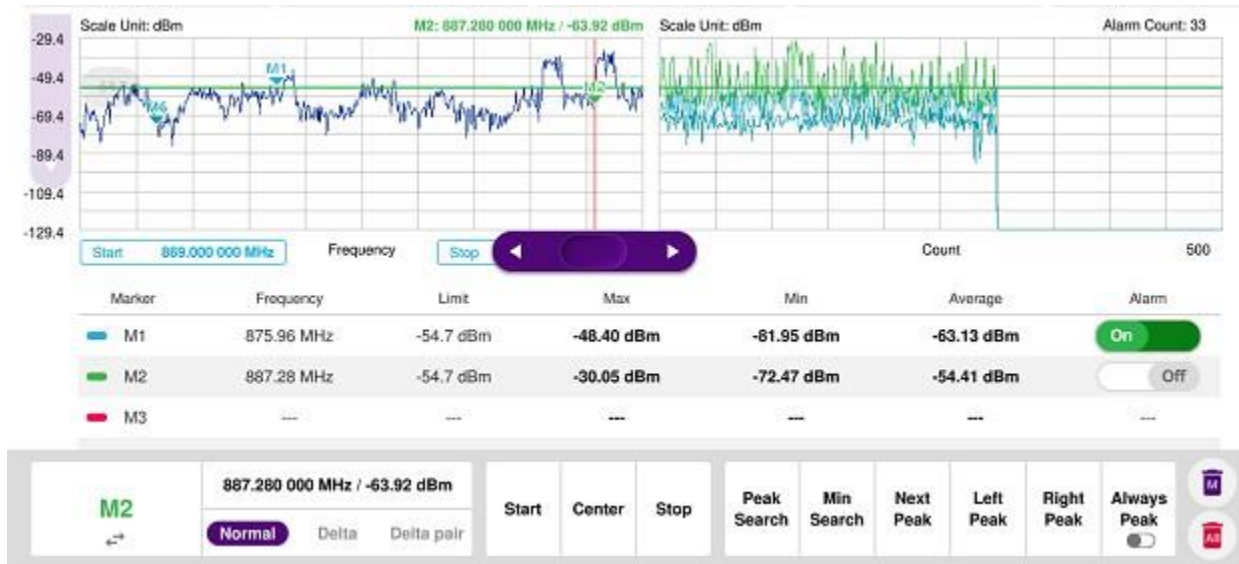 Scale Unit: dBm
M2: 887.280 000 MHz / -63.92 dBm
Scale Unit: dBm
Alarm Count: 33
-29.4
-49.4
-69.4
-89.4
-109.4
-129.4
M1
M6
Start 869.000 000 MHz
Frequency
Stop
Count
500
Marker Frequency Limit Max Min Average Alarm
M1 875.96 MHz -54.7 dBm -48.40 dBm -81.95 dBm -63.13 dBm On
M2 887.28 MHz -54.7 dBm -30.05 dBm -72.47 dBm -54.41 dBm Off
M3 --- --- --- --- --- ---
M2
887.280 000 MHz / -63.92 dBm
Normal Delta Delta pair
Start
Center
Stop
Peak Search
Min Search
Next Peak
Left Peak
Right Peak
Always Peak
M
All